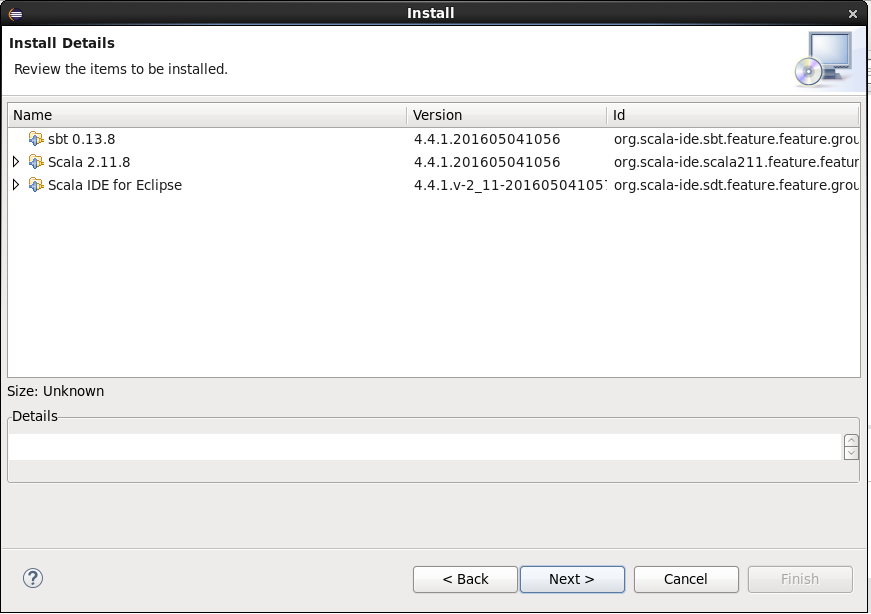 Install
Install Details
Review the items to be installed.
Name Version Id
sbt 0.13.8 4.4.1.201605041056 org.scala-ide.sbt.feature.feature.grou
Scala 2.11.8 4.4.1.201605041056 org.scala-ide.scala211.feature.featur
Scala IDE for Eclipse 4.4.1.v-2_11-201605041057 org.scala-ide.sdt.feature.feature.grou
Size: Unknown
Details
< Back Next > Cancel Finish